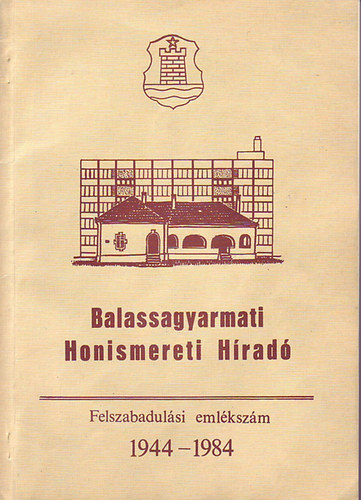 Balassagyarmati
Honismereti Híradó
Felszabadulási emlékszám
1944-1984